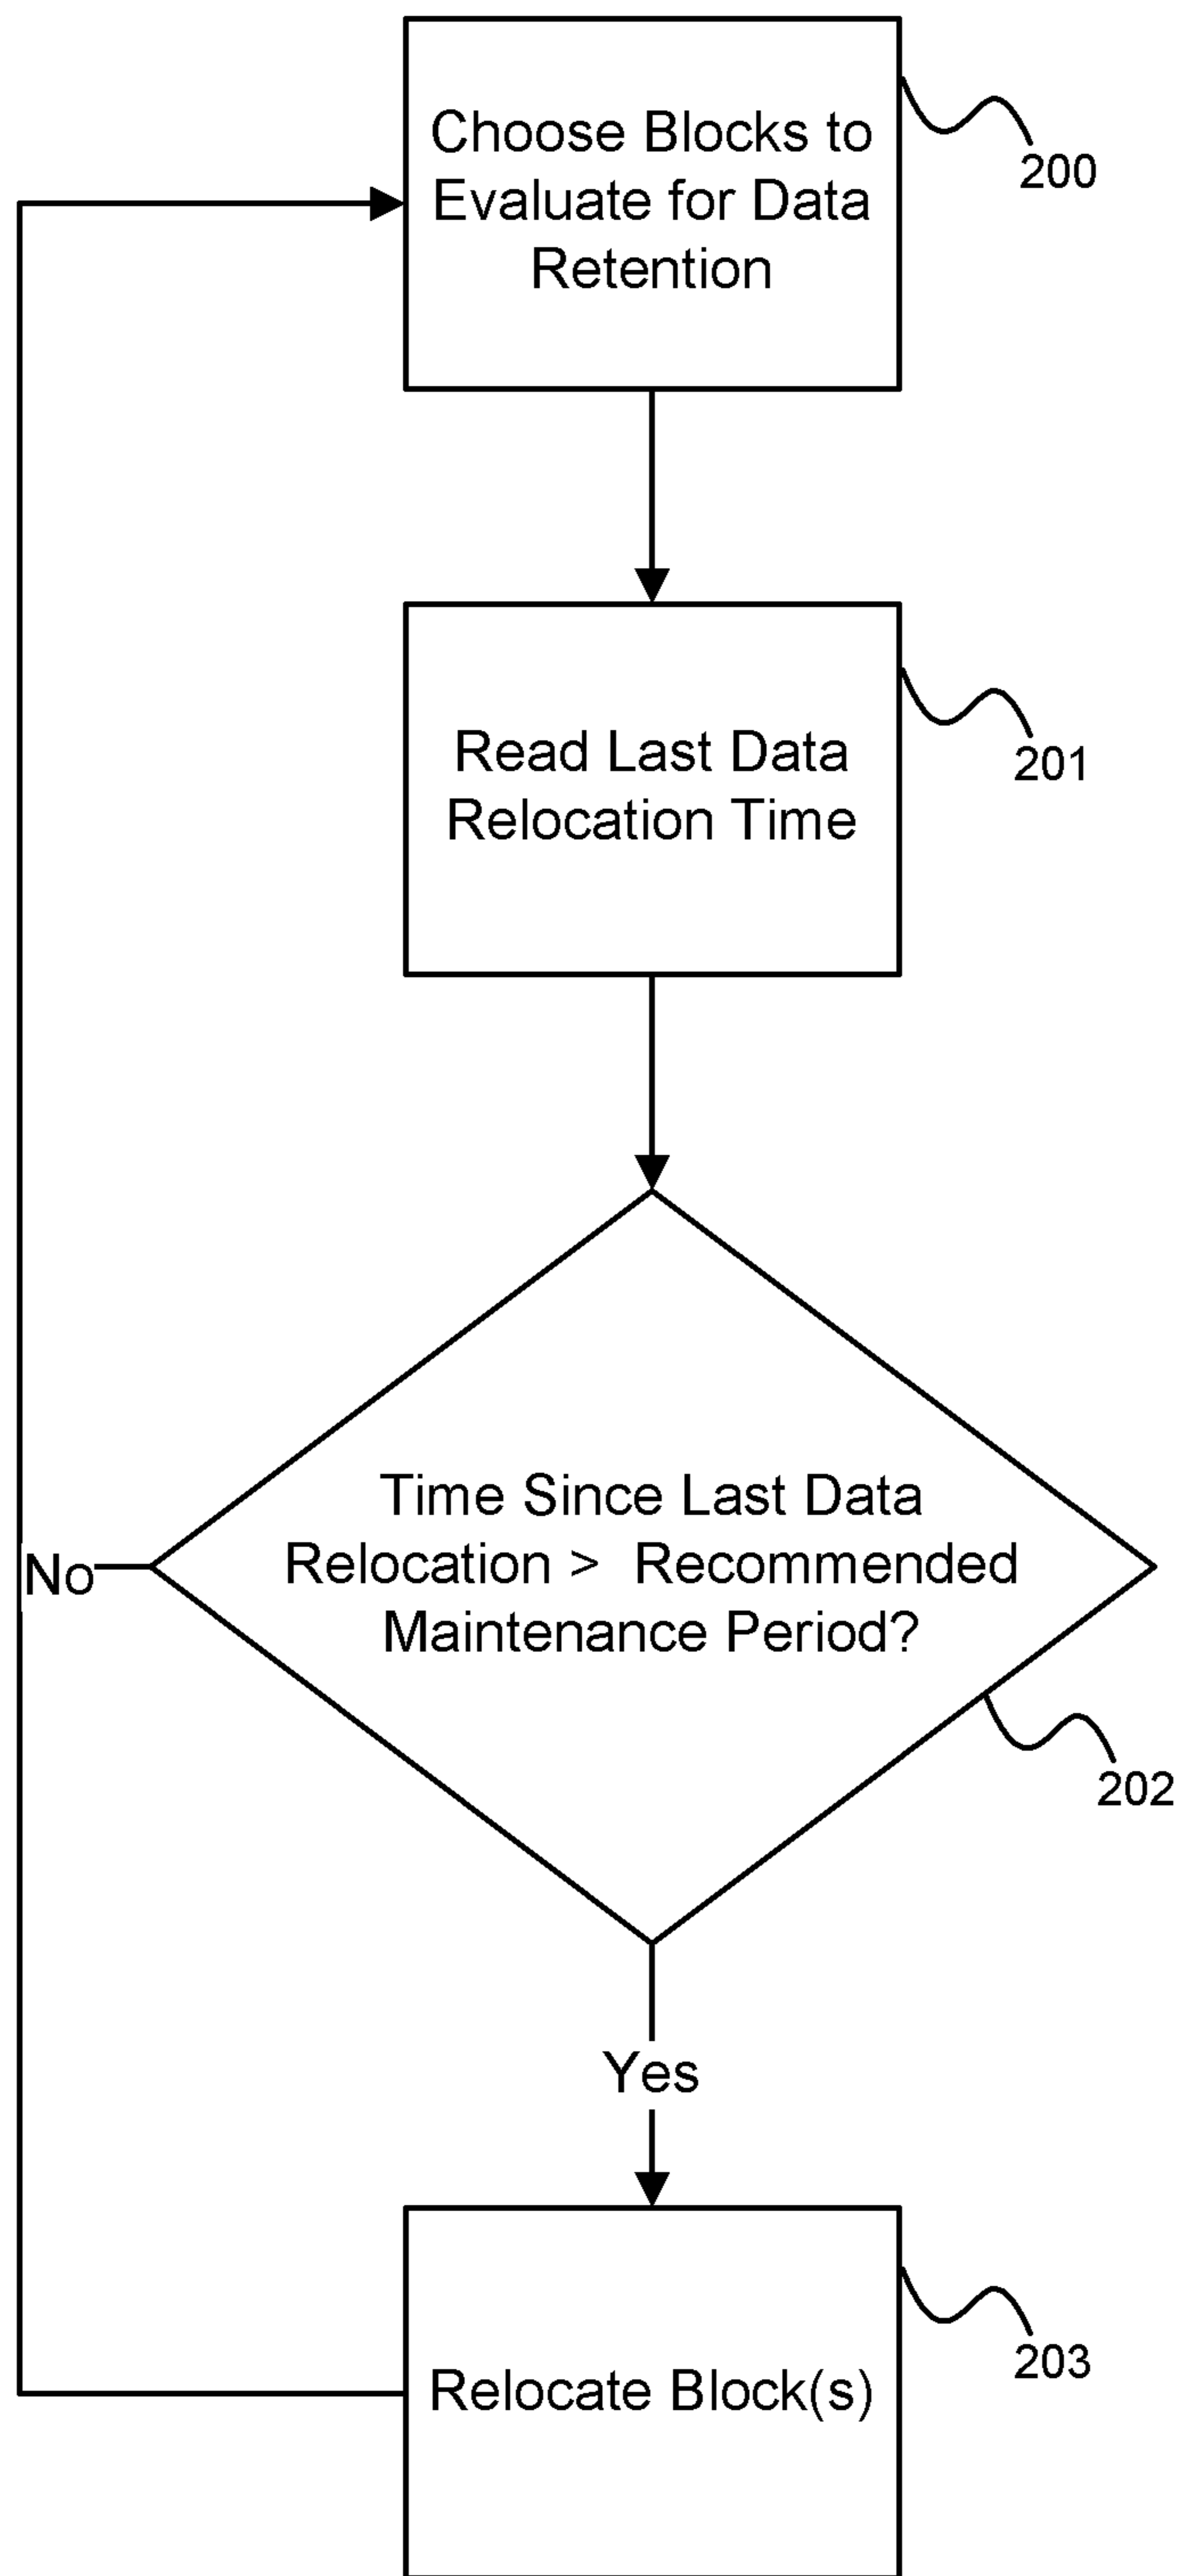 Choose Blocks to
Evaluate for Data
Retention
200
Read Last Data
Relocation Time
201
Time Since Last Data
Relocation > Recommended
Maintenance Period?
No
202
Yes
Relocate Block(s)
203